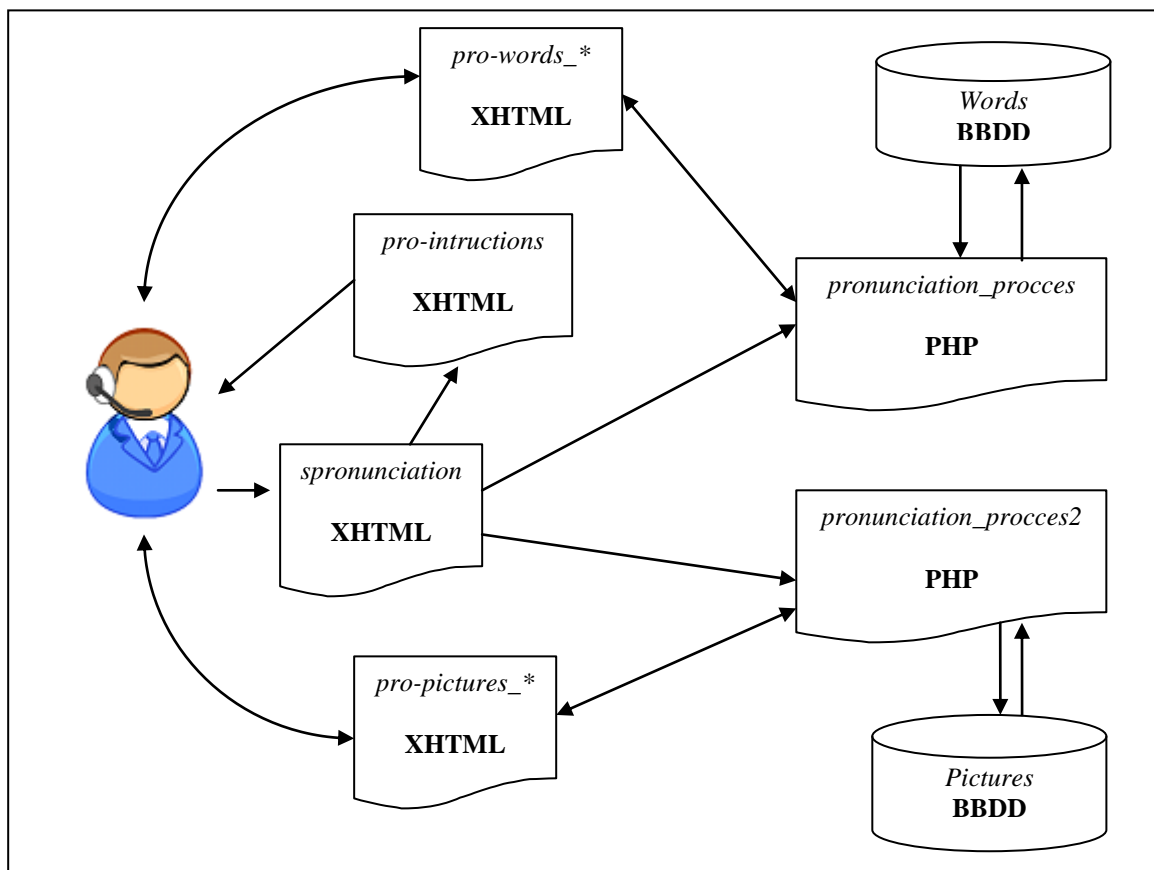 pro-words_*
XHTML
Words
BBDD
pro-intructions
XHTML
pronunciation_procces
PHP
spronunciation
XHTML
pronunciation_procces2
PHP
pro-pictures_*
XHTML
Pictures
BBDD